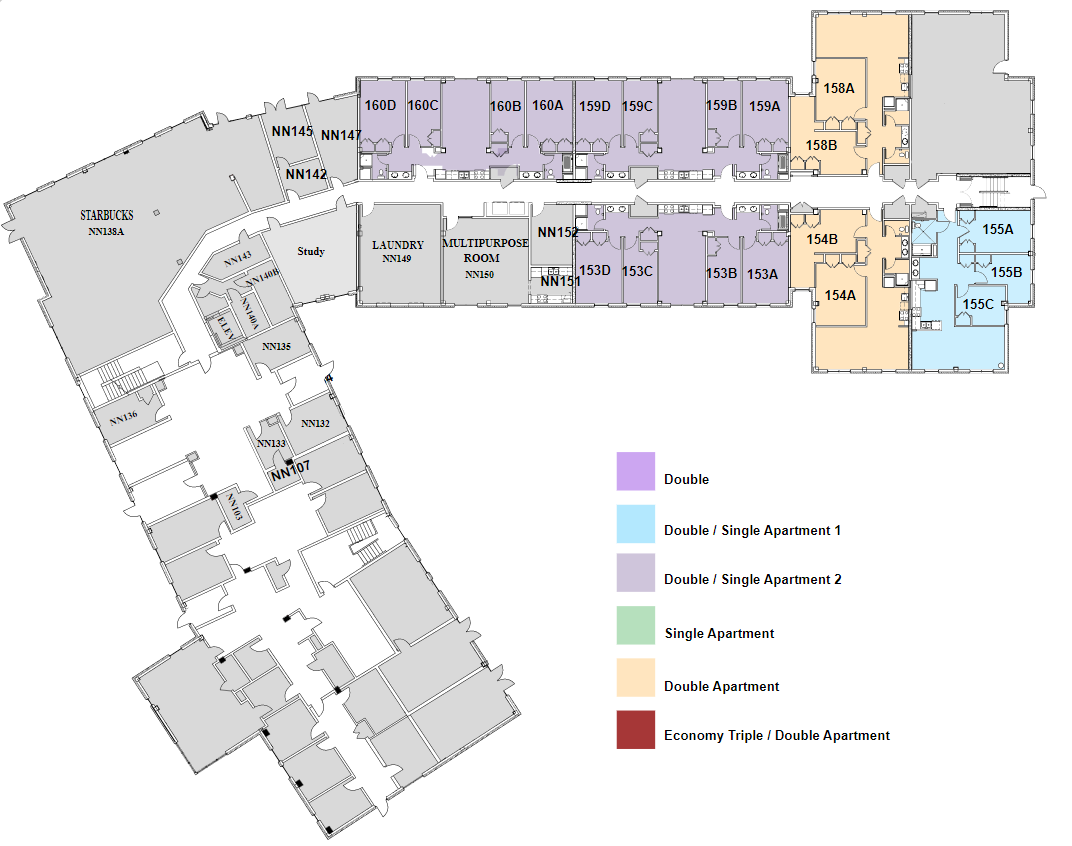 158A
160D
160C
160B
160A
159D
159C
159B
159A
NN145
NN147
158B
NN142
STARBUCKS
NN138A
155A
NN152
154B
Study
LAUNDRY
NN149
MULTIPURPOSE
ROOM
NN150
NN143
NN140B
153D
153C
153B
153A
155B
NN151
154A
155C
NN140A
ELEV.
NN135
4
NN136
NN132
NN133
NN107
NN103
Double
Double / Single Apartment 1
Double / Single Apartment 2
Single Apartment
Double Apartment
Economy Triple / Double Apartment